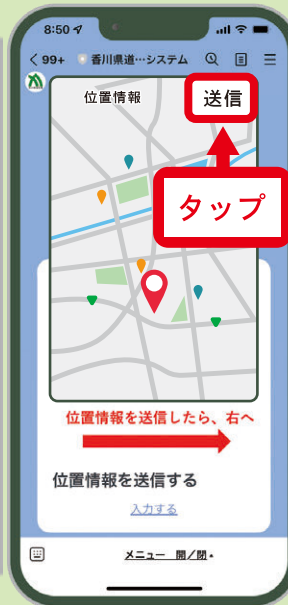 8:50
99+ 香川県道…システム
位置情報 送信
タップ
位置情報を送信したら、右へ
位置情報を送信する
入力する
メニュー 開/閉